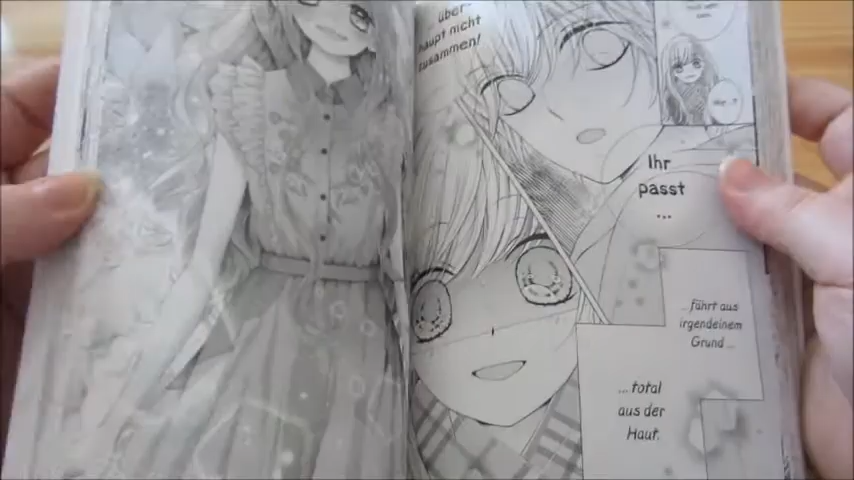 über-
haupt nicht
zusammen!
Ihr
passt
...
...führt aus
irgendeinem
Grund...
...total
aus der
Haut.